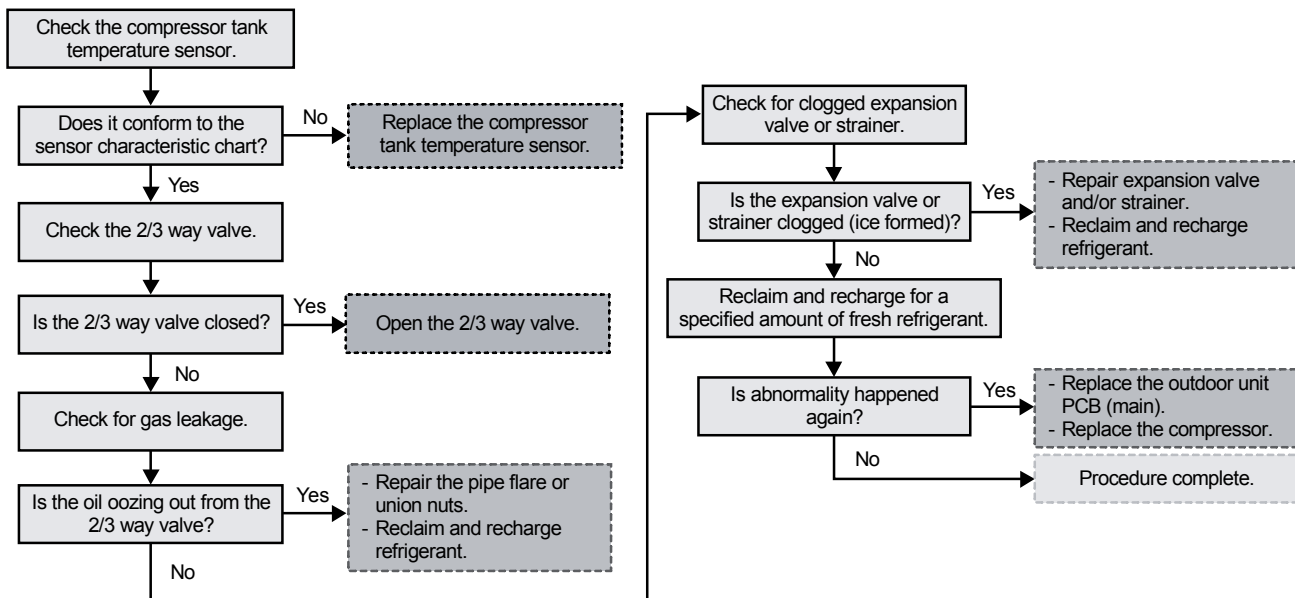 Check the compressor tank
temperature sensor.
Does it conform to the
sensor characteristic chart?
No
Replace the compressor
tank temperature sensor.
Yes
Check the 2/3 way valve.
Is the 2/3 way valve closed?
Yes
Open the 2/3 way valve.
No
Check for gas leakage.
Is the oil oozing out from the
2/3 way valve?
Yes
- Repair the pipe flare or
union nuts.
- Reclaim and recharge
refrigerant.
No
Check for clogged expansion
valve or strainer.
Is the expansion valve or
strainer clogged (ice formed)?
Yes
- Repair expansion valve
and/or strainer.
- Reclaim and recharge
refrigerant.
No
Reclaim and recharge for a
specified amount of fresh refrigerant.
Is abnormality happened
again?
Yes
- Replace the outdoor unit
PCB (main).
- Replace the compressor.
No
Procedure complete.